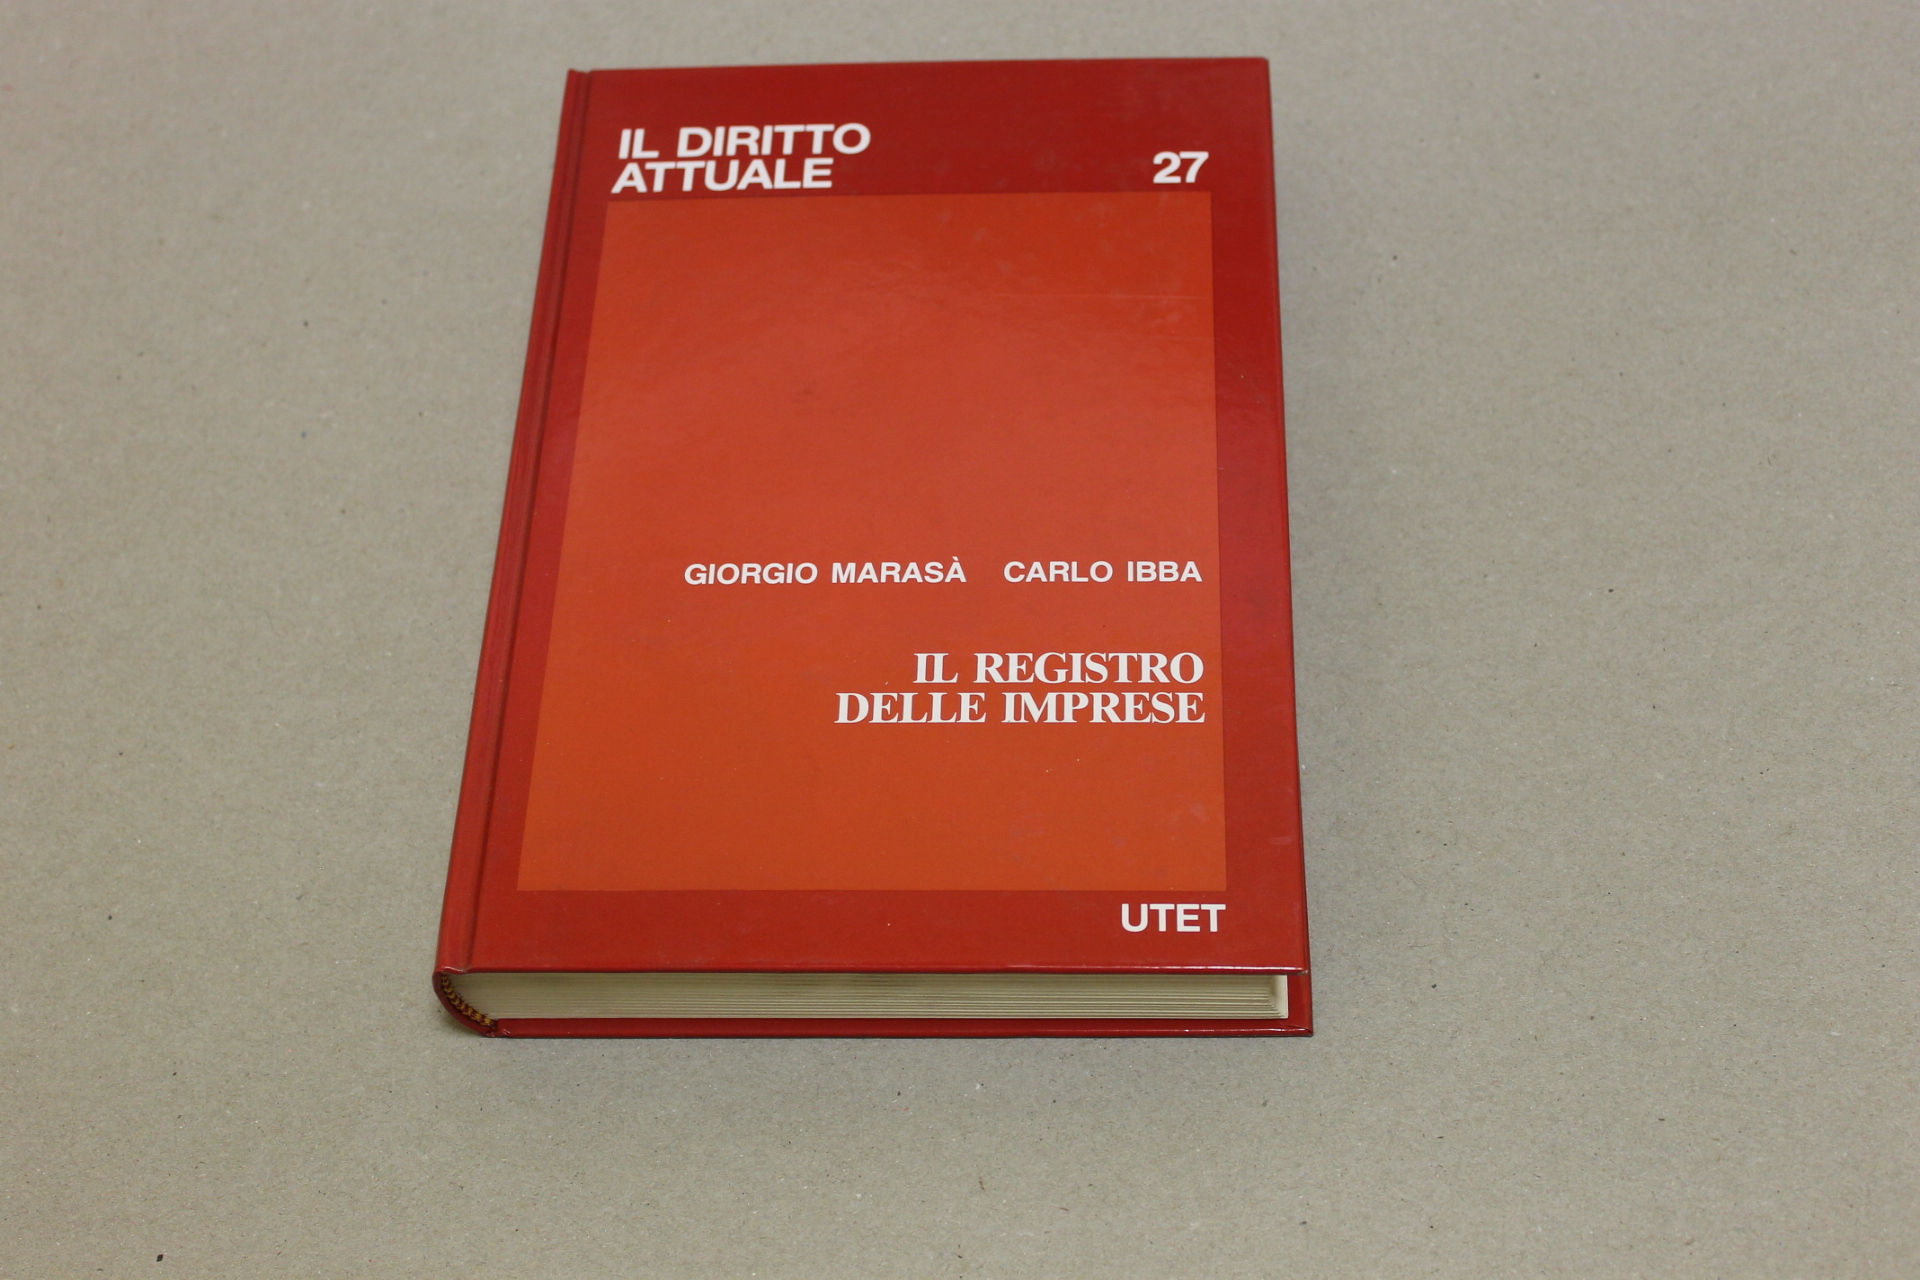 IL DIRITTO
ATTUALE
27
GIORGIO MARASÀ CARLO IBBA
IL REGISTRO
DELLE IMPRESE
UTET